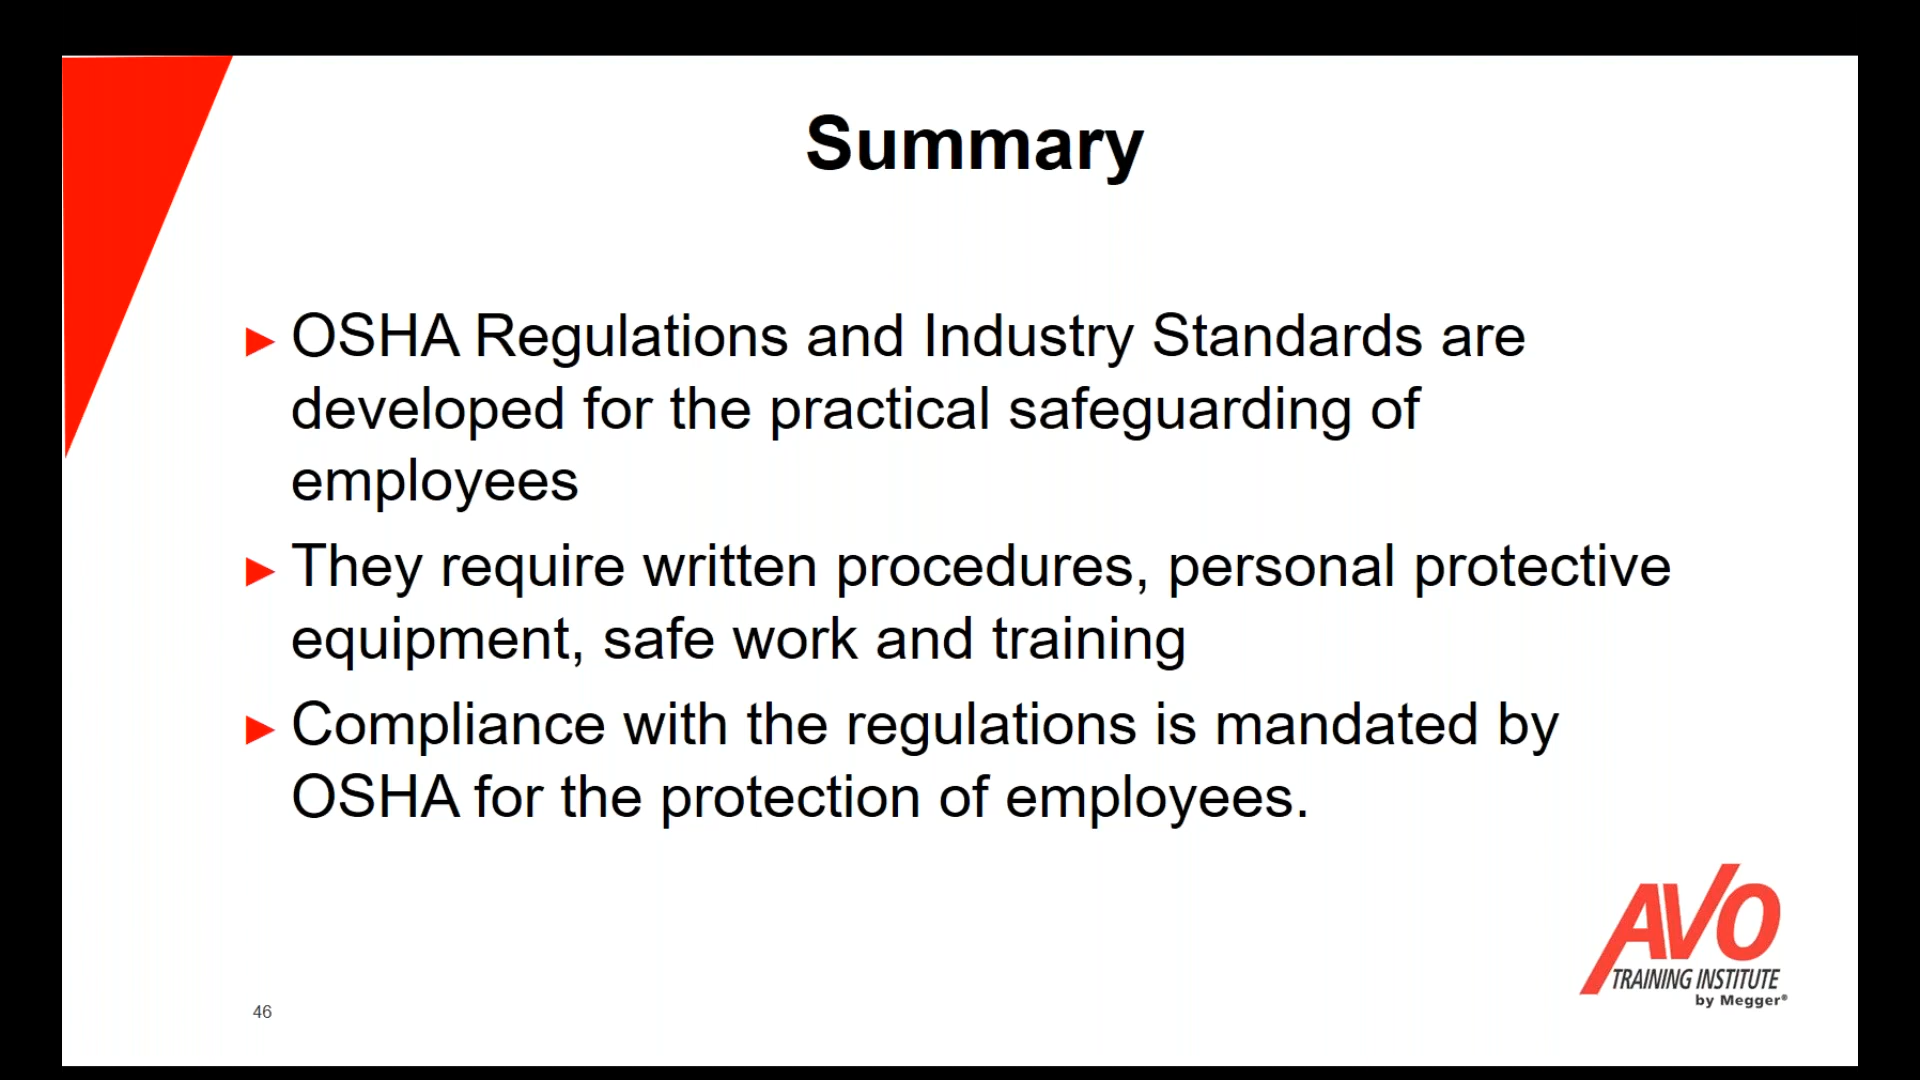 Summary
► OSHA Regulations and Industry Standards are
developed for the practical safeguarding of
employees
► They require written procedures, personal protective
equipment, safe work and training
► Compliance with the regulations is mandated by
OSHA for the protection of employees.
AVO
TRAINING INSTITUTE
by Megger®
46